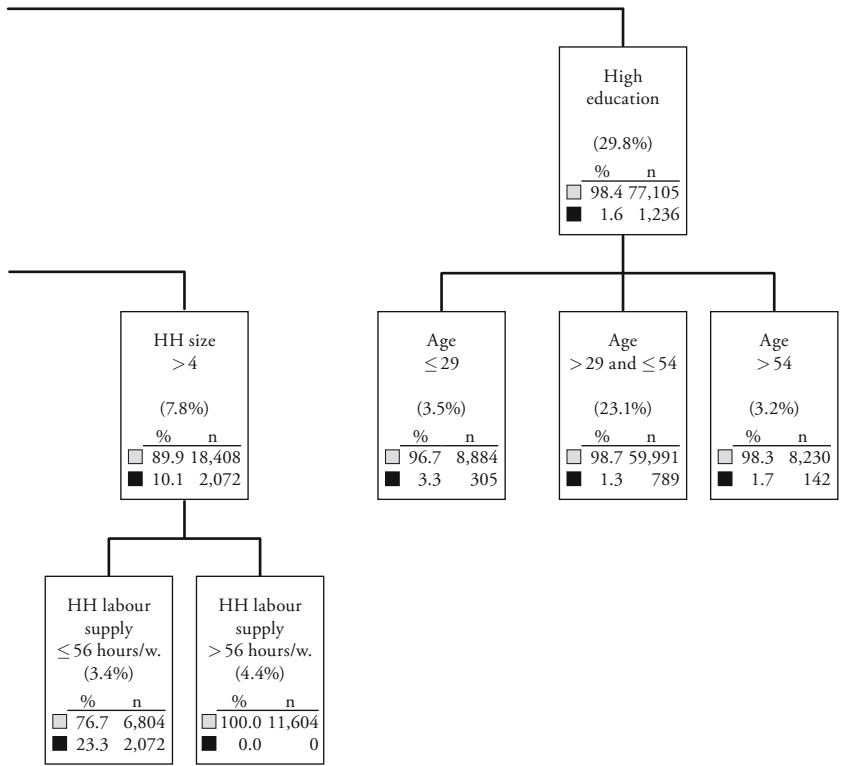 High
education
(29.8%)
% n
98.4 77,105
1.6 1,236
HH size
>4
(7.8%)
% n
89.9 18,408
10.1 2,072
Age
≤29
(3.5%)
% n
96.7 8,884
3.3 305
Age
>29 and ≤54
(23.1%)
% n
98.7 59,991
1.3 789
Age
>54
(3.2%)
% n
98.3 8,230
1.7 142
HH labour
supply
≤56 hours/w.
(3.4%)
% n
76.7 6,804
23.3 2,072
HH labour
supply
>56 hours/w.
(4.4%)
% n
100.0 11,604
0.0 0